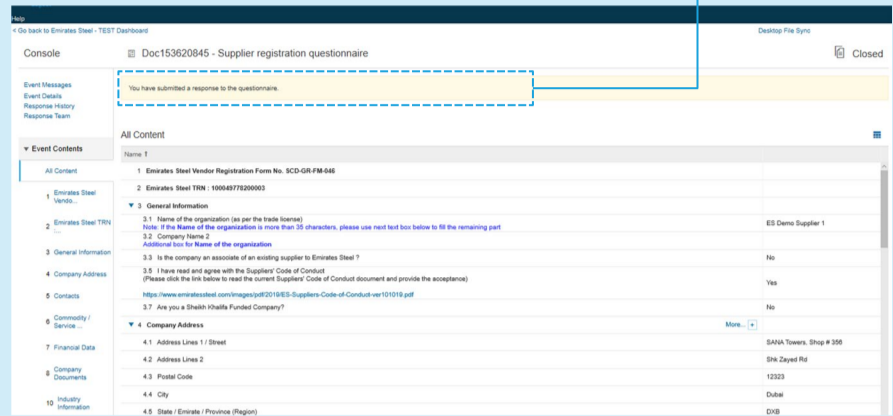 Help
< Go back to Emirates Steel - TEST Dashboard
Desktop File Sync
Console
Doc153620845 - Supplier registration questionnaire
Closed
Event Messages
Event Details
Response History
Response Team
You have submitted a response to the questionnaire.
All Content
▼ Event Contents
Name ↑
All Content
1 Emirates Steel Vendo...
2 Emirates Steel TRN ...
3 General Information
4 Company Address
5 Contacts
6 Commodity / Service ...
7 Financial Data
8 Company Documents
10 Industry Information
1 Emirates Steel Vendor Registration Form No. SCD-GR-FM-046
2 Emirates Steel TRN : 100049778200003
▼ 3 General Information
3.1 Name of the organization (as per the trade license)
Note: If the Name of the organization is more than 35 characters, please use next text box below to fill the remaining part
ES Demo Supplier 1
3.2 Company Name 2
Additional box for Name of the organization
3.3 Is the company an associate of an existing supplier to Emirates Steel ?
No
3.5 I have read and agree with the Suppliers' Code of Conduct
(Please click the link below to read the current Suppliers' Code of Conduct document and provide the acceptance)
https://www.emiratessteel.com/images/pdf/2019/ES-Suppliers-Code-of-Conduct-ver101019.pdf
Yes
3.7 Are you a Sheikh Khalifa Funded Company?
No
▼ 4 Company Address
More... +
4.1 Address Lines 1 / Street
SANA Towers, Shop # 356
4.2 Address Lines 2
Shk Zayed Rd
4.3 Postal Code
12323
4.4 City
Dubai
4.5 State / Emirate / Province (Region)
DXB